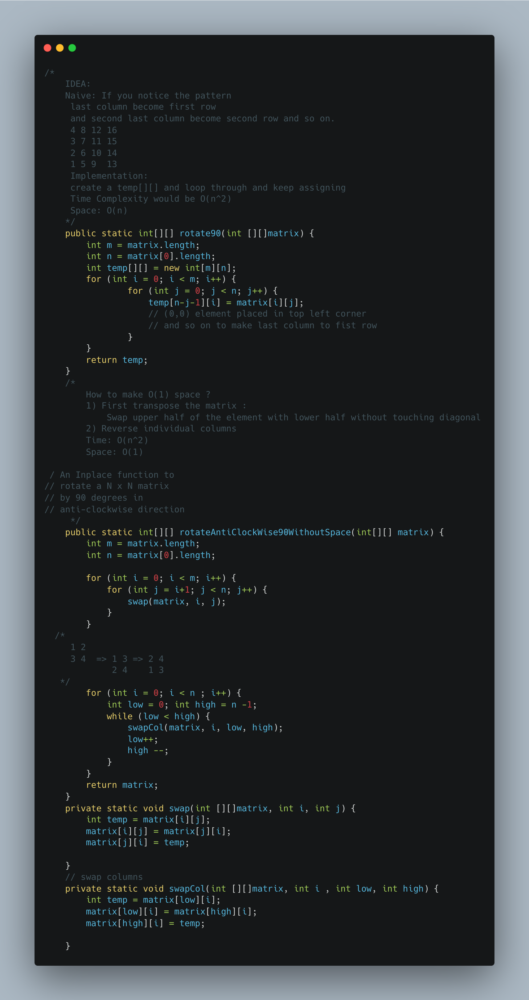 /*
    IDEA:
    Naive: If you notice the pattern
     last column become first row
     and second last column become second row and so on.
     4 8 12 16
     3 7 11 15
     2 6 10 14
     1 5 9  13
     Implementation:
     create a temp[][] and loop through and keep assigning
     Time Complexity would be O(n^2)
     Space: O(n)
    */
    public static int[][] rotate90(int [][]matrix) {
        int m = matrix.length;
        int n = matrix[0].length;
        int temp[][] = new int[m][n];
        for (int i = 0; i < m; i++) {
                for (int j = 0; j < n; j++) {
                    temp[n-j-1][i] = matrix[i][j];
                    // (0,0) element placed in top left corner
                    // and so on to make last column to fist row
                }
        }
        return temp;
    }
    /*
        How to make O(1) space ?
        1) First transpose the matrix :
            Swap upper half of the element with lower half without touching diagonal
        2) Reverse individual columns
        Time: O(n^2)
        Space: O(1)

 / An Inplace function to
// rotate a N x N matrix
// by 90 degrees in
// anti-clockwise direction
     */
    public static int[][] rotateAntiClockWise90WithoutSpace(int[][] matrix) {
        int m = matrix.length;
        int n = matrix[0].length;

        for (int i = 0; i < m; i++) {
            for (int j = i+1; j < n; j++) {
                swap(matrix, i, j);
            }
        }
  /*
     1 2
     3 4  => 1 3 => 2 4
             2 4    1 3
   */
        for (int i = 0; i < n ; i++) {
            int low = 0; int high = n -1;
            while (low < high) {
                swapCol(matrix, i, low, high);
                low++;
                high --;
            }
        }
        return matrix;
    }
    private static void swap(int [][]matrix, int i, int j) {
        int temp = matrix[i][j];
        matrix[i][j] = matrix[j][i];
        matrix[j][i] = temp;

    }
    // swap columns
    private static void swapCol(int [][]matrix, int i , int low, int high) {
        int temp = matrix[low][i];
        matrix[low][i] = matrix[high][i];
        matrix[high][i] = temp;

    }